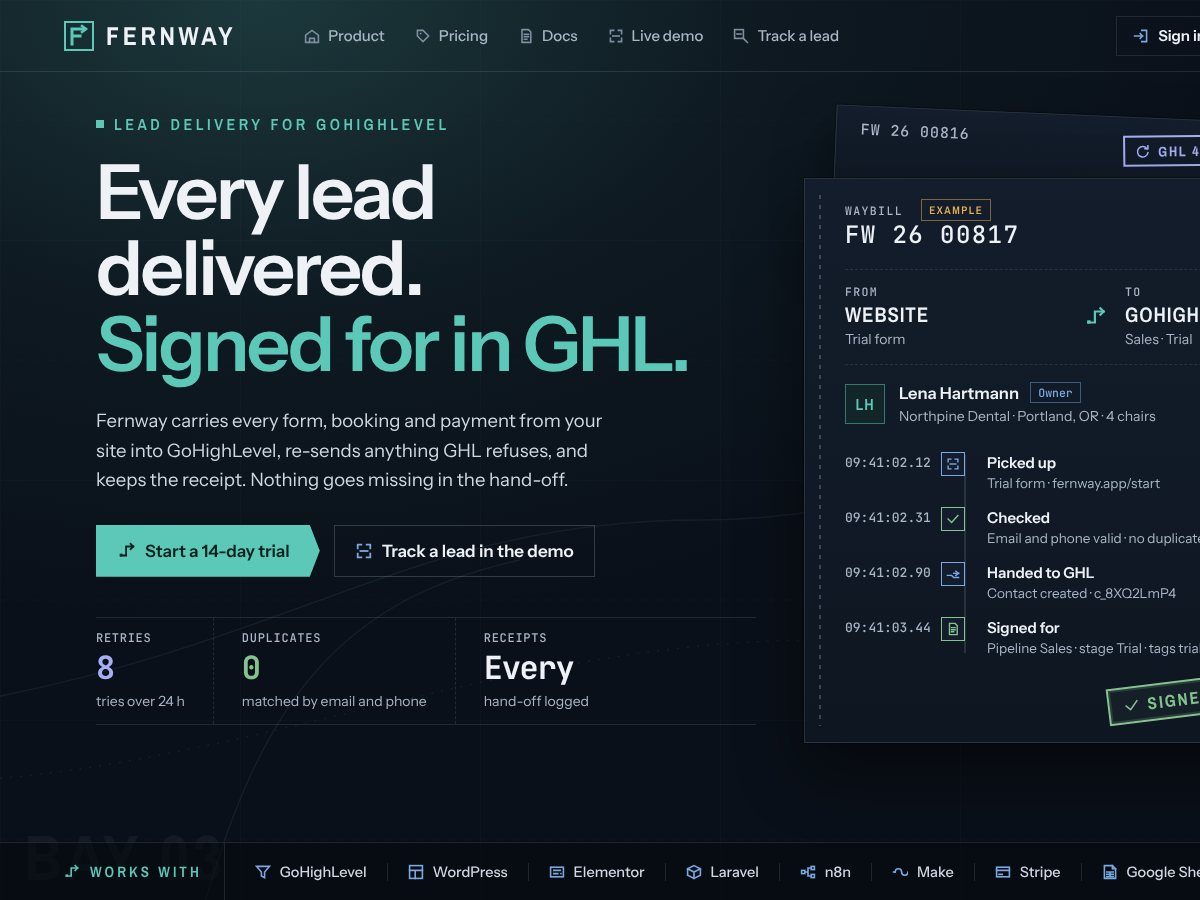 FERNWAY
Product
Pricing
Docs
Live demo
Track a lead
Sign in
LEAD DELIVERY FOR GOHIGHLEVEL
Every lead
delivered.
Signed for in GHL.
Fernway carries every form, booking and payment from your
site into GoHighLevel, re-sends anything GHL refuses, and
keeps the receipt. Nothing goes missing in the hand-off.
Start a 14-day trial
Track a lead in the demo
RETRIES
8
tries over 24 h
DUPLICATES
0
matched by email and phone
RECEIPTS
Every
hand-off logged
FW 26 00816
GHL 4
WAYBILL
EXAMPLE
FW 26 00817
FROM
WEBSITE
Trial form
TO
GOHIGH
Sales · Trial
LH
Lena Hartmann
Owner
Northpine Dental · Portland, OR · 4 chairs
09:41:02.12
Picked up
Trial form · fernway.app/start
09:41:02.31
Checked
Email and phone valid · no duplicate
09:41:02.90
Handed to GHL
Contact created · c_8XQ2LmP4
09:41:03.44
Signed for
Pipeline Sales · stage Trial · tags trial
SIGNE
BAY 03
WORKS WITH
GoHighLevel
WordPress
Elementor
Laravel
n8n
Make
Stripe
Google She